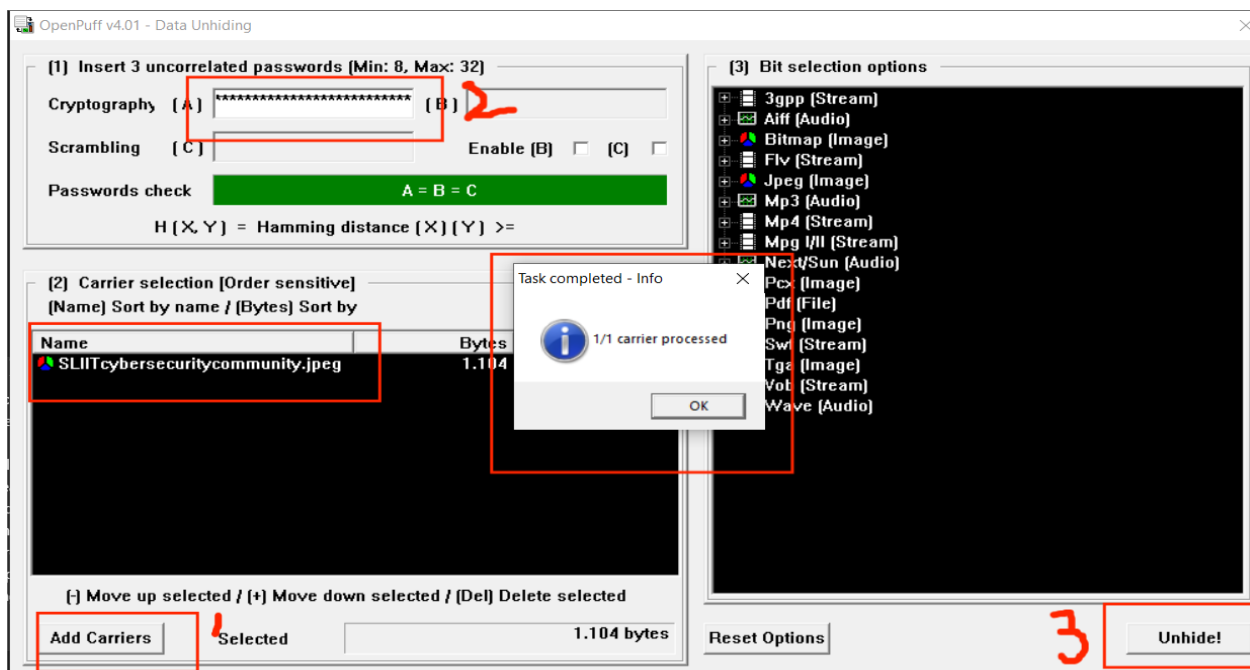 OpenPuff v4.01 - Data Unhiding
(1) Insert 3 uncorrelated passwords (Min: 8, Max: 32)
Cryptography (A) *************************** (B)
2
Scrambling (C) Enable (B) (C)
Passwords check A = B = C
H (X, Y) = Hamming distance (X)(Y) >=
(2) Carrier selection [Order sensitive]
(Name) Sort by name / (Bytes) Sort by
Name Bytes
SLIITcybersecuritycommunity.jpeg 1.104
(-) Move up selected / (+) Move down selected / (Del) Delete selected
Add Carriers 1 Selected 1.104 bytes
Task completed - Info
1/1 carrier processed
OK
(3) Bit selection options
3gpp (Stream)
Aiff (Audio)
Bitmap (Image)
Flv (Stream)
Jpeg (Image)
Mp3 (Audio)
Mp4 (Stream)
Mpg I/II (Stream)
Next/Sun (Audio)
Pcx (Image)
Pdf (File)
Png (Image)
Swf (Stream)
Tga (Image)
Vob (Stream)
Wave (Audio)
Reset Options 3 Unhide!